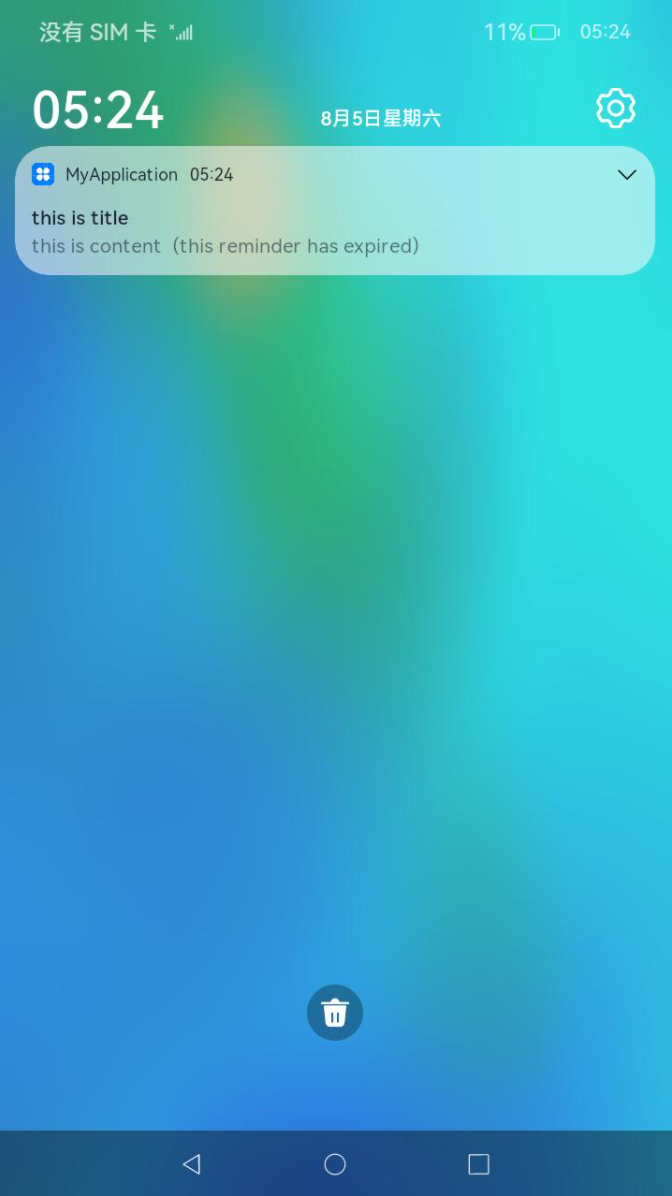 没有 SIM 卡 11% 05:24
05:24 8月5日星期六
MyApplication 05:24
this is title
this is content (this reminder has expired)